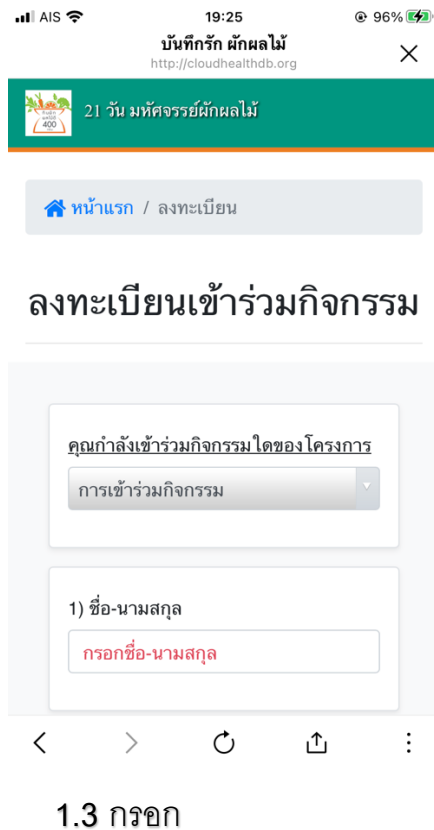 AIS 19:25 96%
บันทึกรัก ผักผลไม้
http://cloudhealthdb.org
21 วัน มหัศจรรย์ผักผลไม้
400
หน้าแรก / ลงทะเบียน
ลงทะเบียนเข้าร่วมกิจกรรม
คุณกำลังเข้าร่วมกิจกรรมใดของโครงการ
การเข้าร่วมกิจกรรม
1) ชื่อ-นามสกุล
กรอกชื่อ-นามสกุล
1.3 กรอก